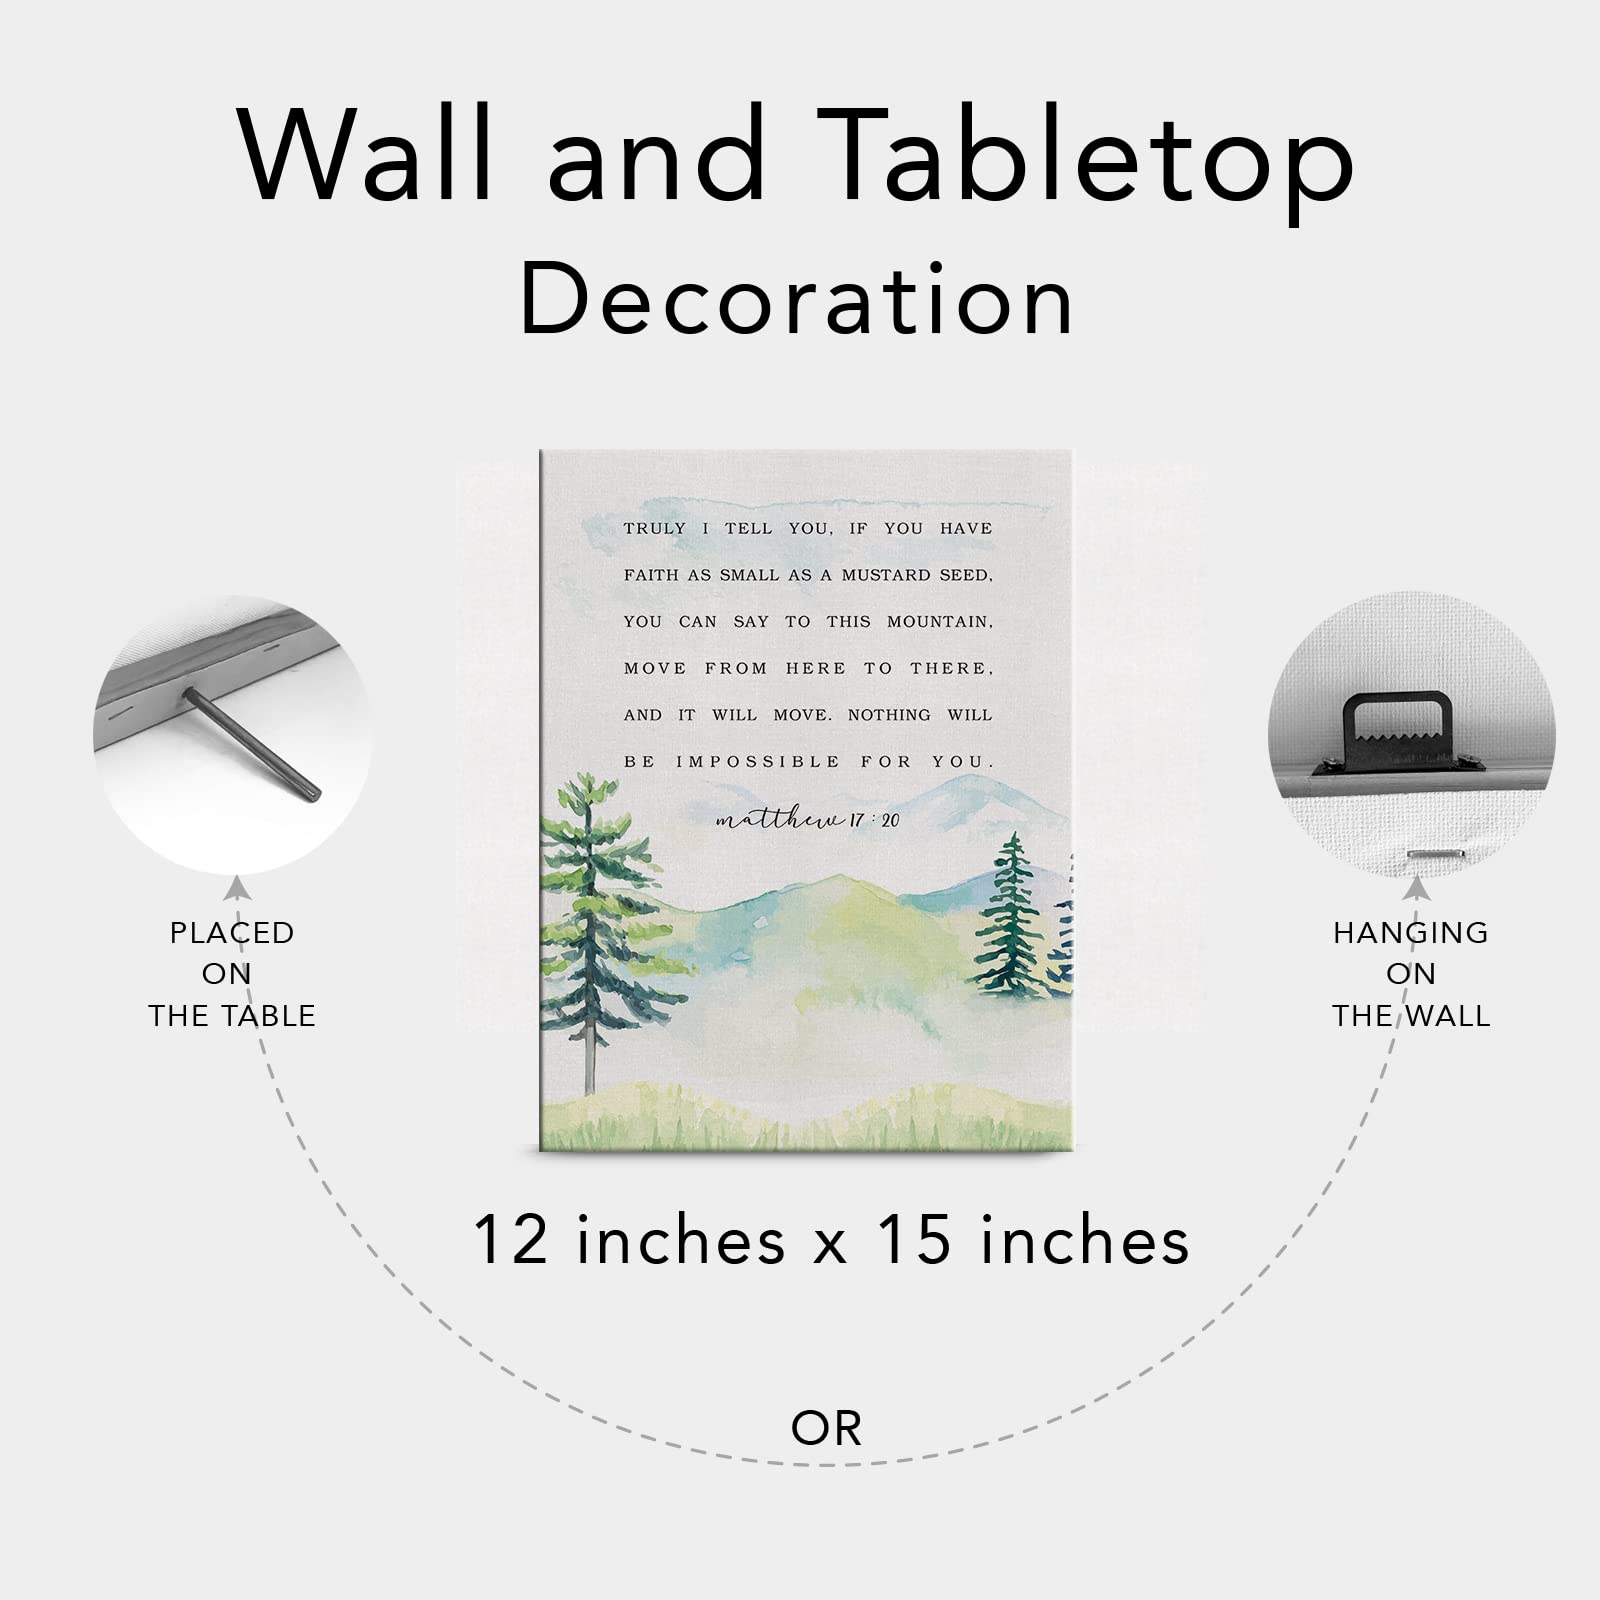 Wall and Tabletop
Decoration
TRULY I TELL YOU, IF YOU HAVE
FAITH AS SMALL AS A MUSTARD SEED,
YOU CAN SAY TO THIS MOUNTAIN,
MOVE FROM HERE TO THERE,
AND IT WILL MOVE. NOTHING WILL
BE IMPOSSIBLE FOR YOU.
matthew 17 : 20
PLACED
ON
THE TABLE
HANGING
ON
THE WALL
12 inches x 15 inches
OR